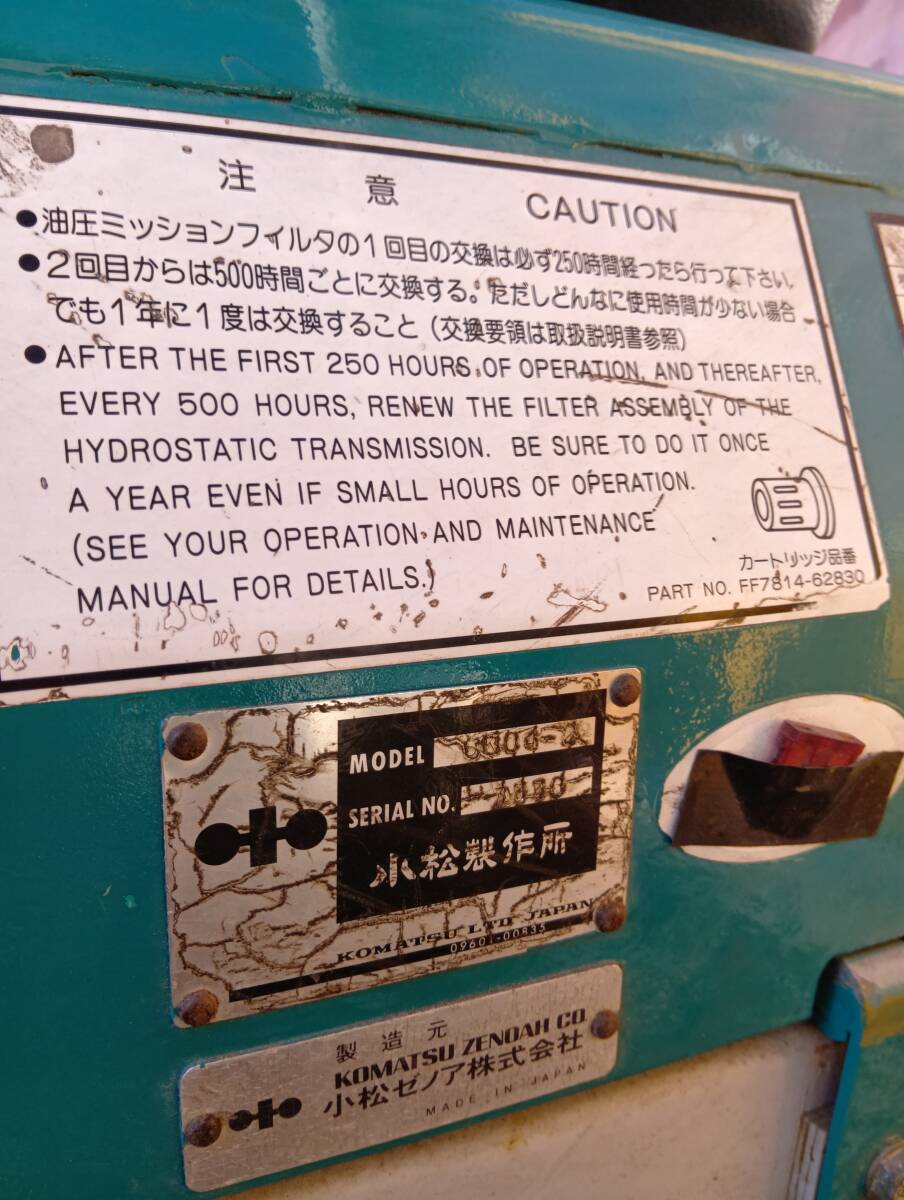 注意 CAUTION
●油圧ミッションフィルタの1回目の交換は必ず250時間経ったら行って下さい。
●2回目からは500時間ごとに交換する。ただしどんなに使用時間が少ない場合
でも1年に1度は交換すること(交換要領は取扱説明書参照)
●AFTER THE FIRST 250 HOURS OF OPERATION, AND THEREAFTER,
EVERY 500 HOURS, RENEW THE FILTER ASSEMBLY OF THE
HYDROSTATIC TRANSMISSION. BE SURE TO DO IT ONCE
A YEAR EVEN IF SMALL HOURS OF OPERATION.
(SEE YOUR OPERATION AND MAINTENANCE
MANUAL FOR DETAILS.)
カートリッジ品番
PART NO. FF7814-62830
MODEL
SERIAL NO.
小松製作所
KOMATSU LTD JAPAN
09601-00835
製造元
KOMATSU ZENOAH CO.
小松ゼノア株式会社
MADE IN JAPAN